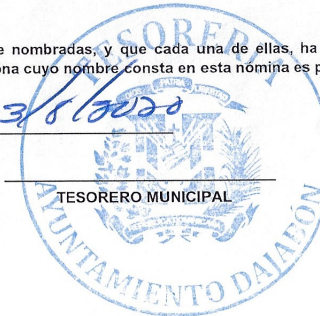 e nombradas, y que cada una de ellas, ha
ona cuyo nombre consta en esta nómina es p
3/8/2020
TESORERO MUNICIPAL
TESORERIA
AYUNTAMIENTO DAJABÓN